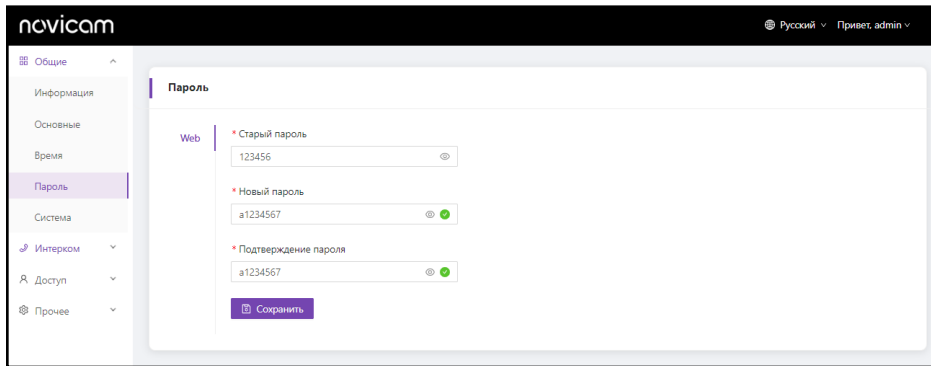 novicam
Русский Привет, admin
Общие
Информация
Основные
Время
Пароль
Система
Интерком
Доступ
Прочее
Пароль
Web
* Старый пароль
123456
* Новый пароль
a1234567
* Подтверждение пароля
a1234567
Сохранить